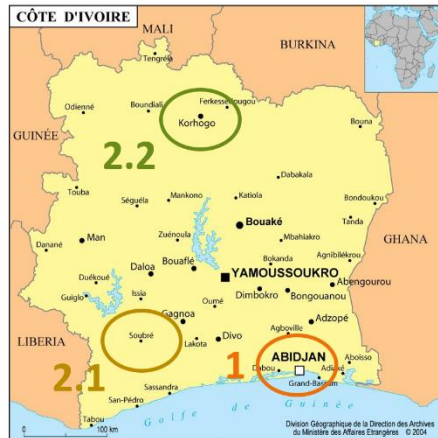 CÔTE D'IVOIRE
MALI
BURKINA
GUINÉE
LIBERIA
GHANA
Tengréla
Odienné
Boundiali
Ferkessédougou
Korhogo
Bouna
2.2
Dabakala
Touba
Séguéla
Mankono
Katiola
Bondoukou
Tanda
Bouaké
Man
Danané
Zuénoula
Mbahiakro
Agnibilékrou
Bokanda
Daloa
Bouaflé
YAMOUSSOUKRO
Duékoué
Guiglo
Issia
Oumé
Dimbokro
Bongouanou
Abengourou
Gagnoa
Adzopé
Soubré
Lakota
Divo
Agboville
2.1
1
ABIDJAN
Dabou
Adiaké
Aboisso
Grand-Bassam
Sassandra
San-Pédro
Tabou
Golfe de Guinée
0
100 km
Division Géographique de la Direction des Archives
du Ministère des Affaires Etrangères © 2004